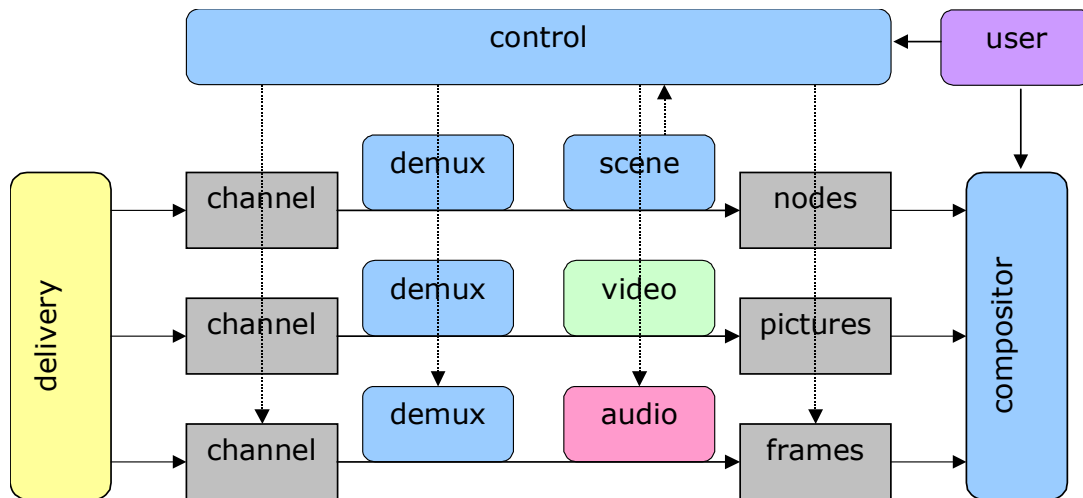 control
user
demux
scene
channel
nodes
delivery
demux
video
channel
pictures
compositor
demux
audio
channel
frames